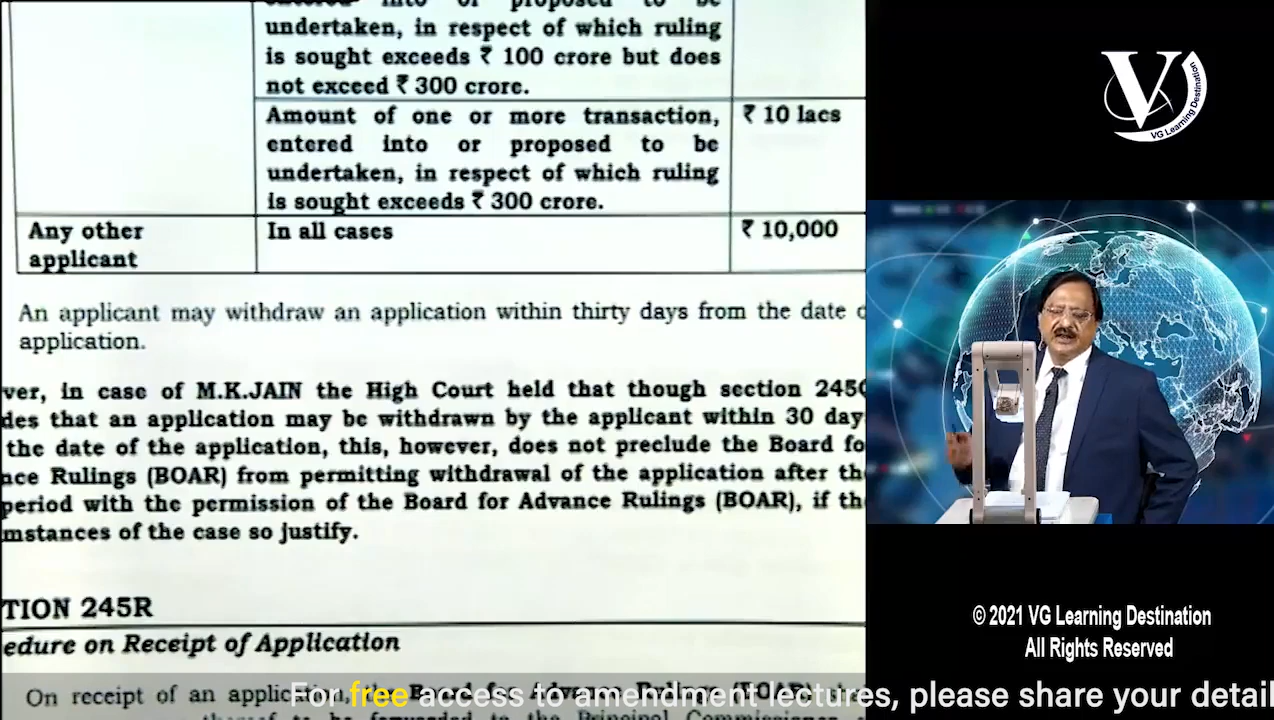 undertaken, in respect of which ruling
is sought exceeds ₹ 100 crore but does
not exceed ₹ 300 crore.
Amount of one or more transaction,
entered into or proposed to be
undertaken, in respect of which ruling
is sought exceeds ₹ 300 crore.
₹ 10 lacs
Any other
applicant
In all cases
₹ 10,000
An applicant may withdraw an application within thirty days from the date
application.
ver, in case of M.K.JAIN the High Court held that though section 245
des that an application may be withdrawn by the applicant within 30 day
the date of the application, this, however, does not preclude the Board fo
nce Rulings (BOAR) from permitting withdrawal of the application after th
period with the permission of the Board for Advance Rulings (BOAR), if th
mstances of the case so justify.
TION 245R
edure on Receipt of Application
On receipt of an application,
V
VG Learning Destination
© 2021 VG Learning Destination
All Rights Reserved
For free access to amendment lectures, please share your detail